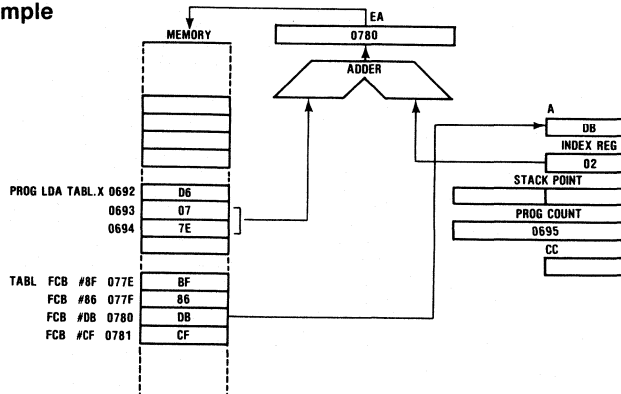 mple
EA
MEMORY
0780
ADDER
A
DB
INDEX REG
02
STACK POINT
PROG COUNT
0695
CC
PROG LDA TABL.X 0692 D6
0693 07
0694 7E
TABL FCB #8F 077E BF
FCB #86 077F 86
FCB #DB 0780 DB
FCB #CF 0781 CF